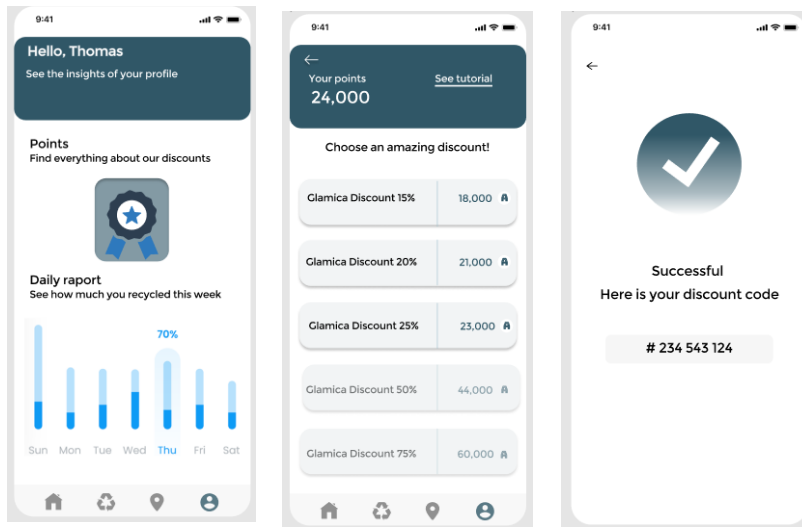 9:41
Hello, Thomas
See the insights of your profile
Points
Find everything about our discounts
Daily raport
See how much you recycled this week
70%
Sun Mon Tue Wed Thu Fri Sat
9:41
Your points
See tutorial
24,000
Choose an amazing discount!
Glamica Discount 15% 18,000
Glamica Discount 20% 21,000
Glamica Discount 25% 23,000
Glamica Discount 50% 44,000
Glamica Discount 75% 60,000
9:41
Successful
Here is your discount code
# 234 543 124